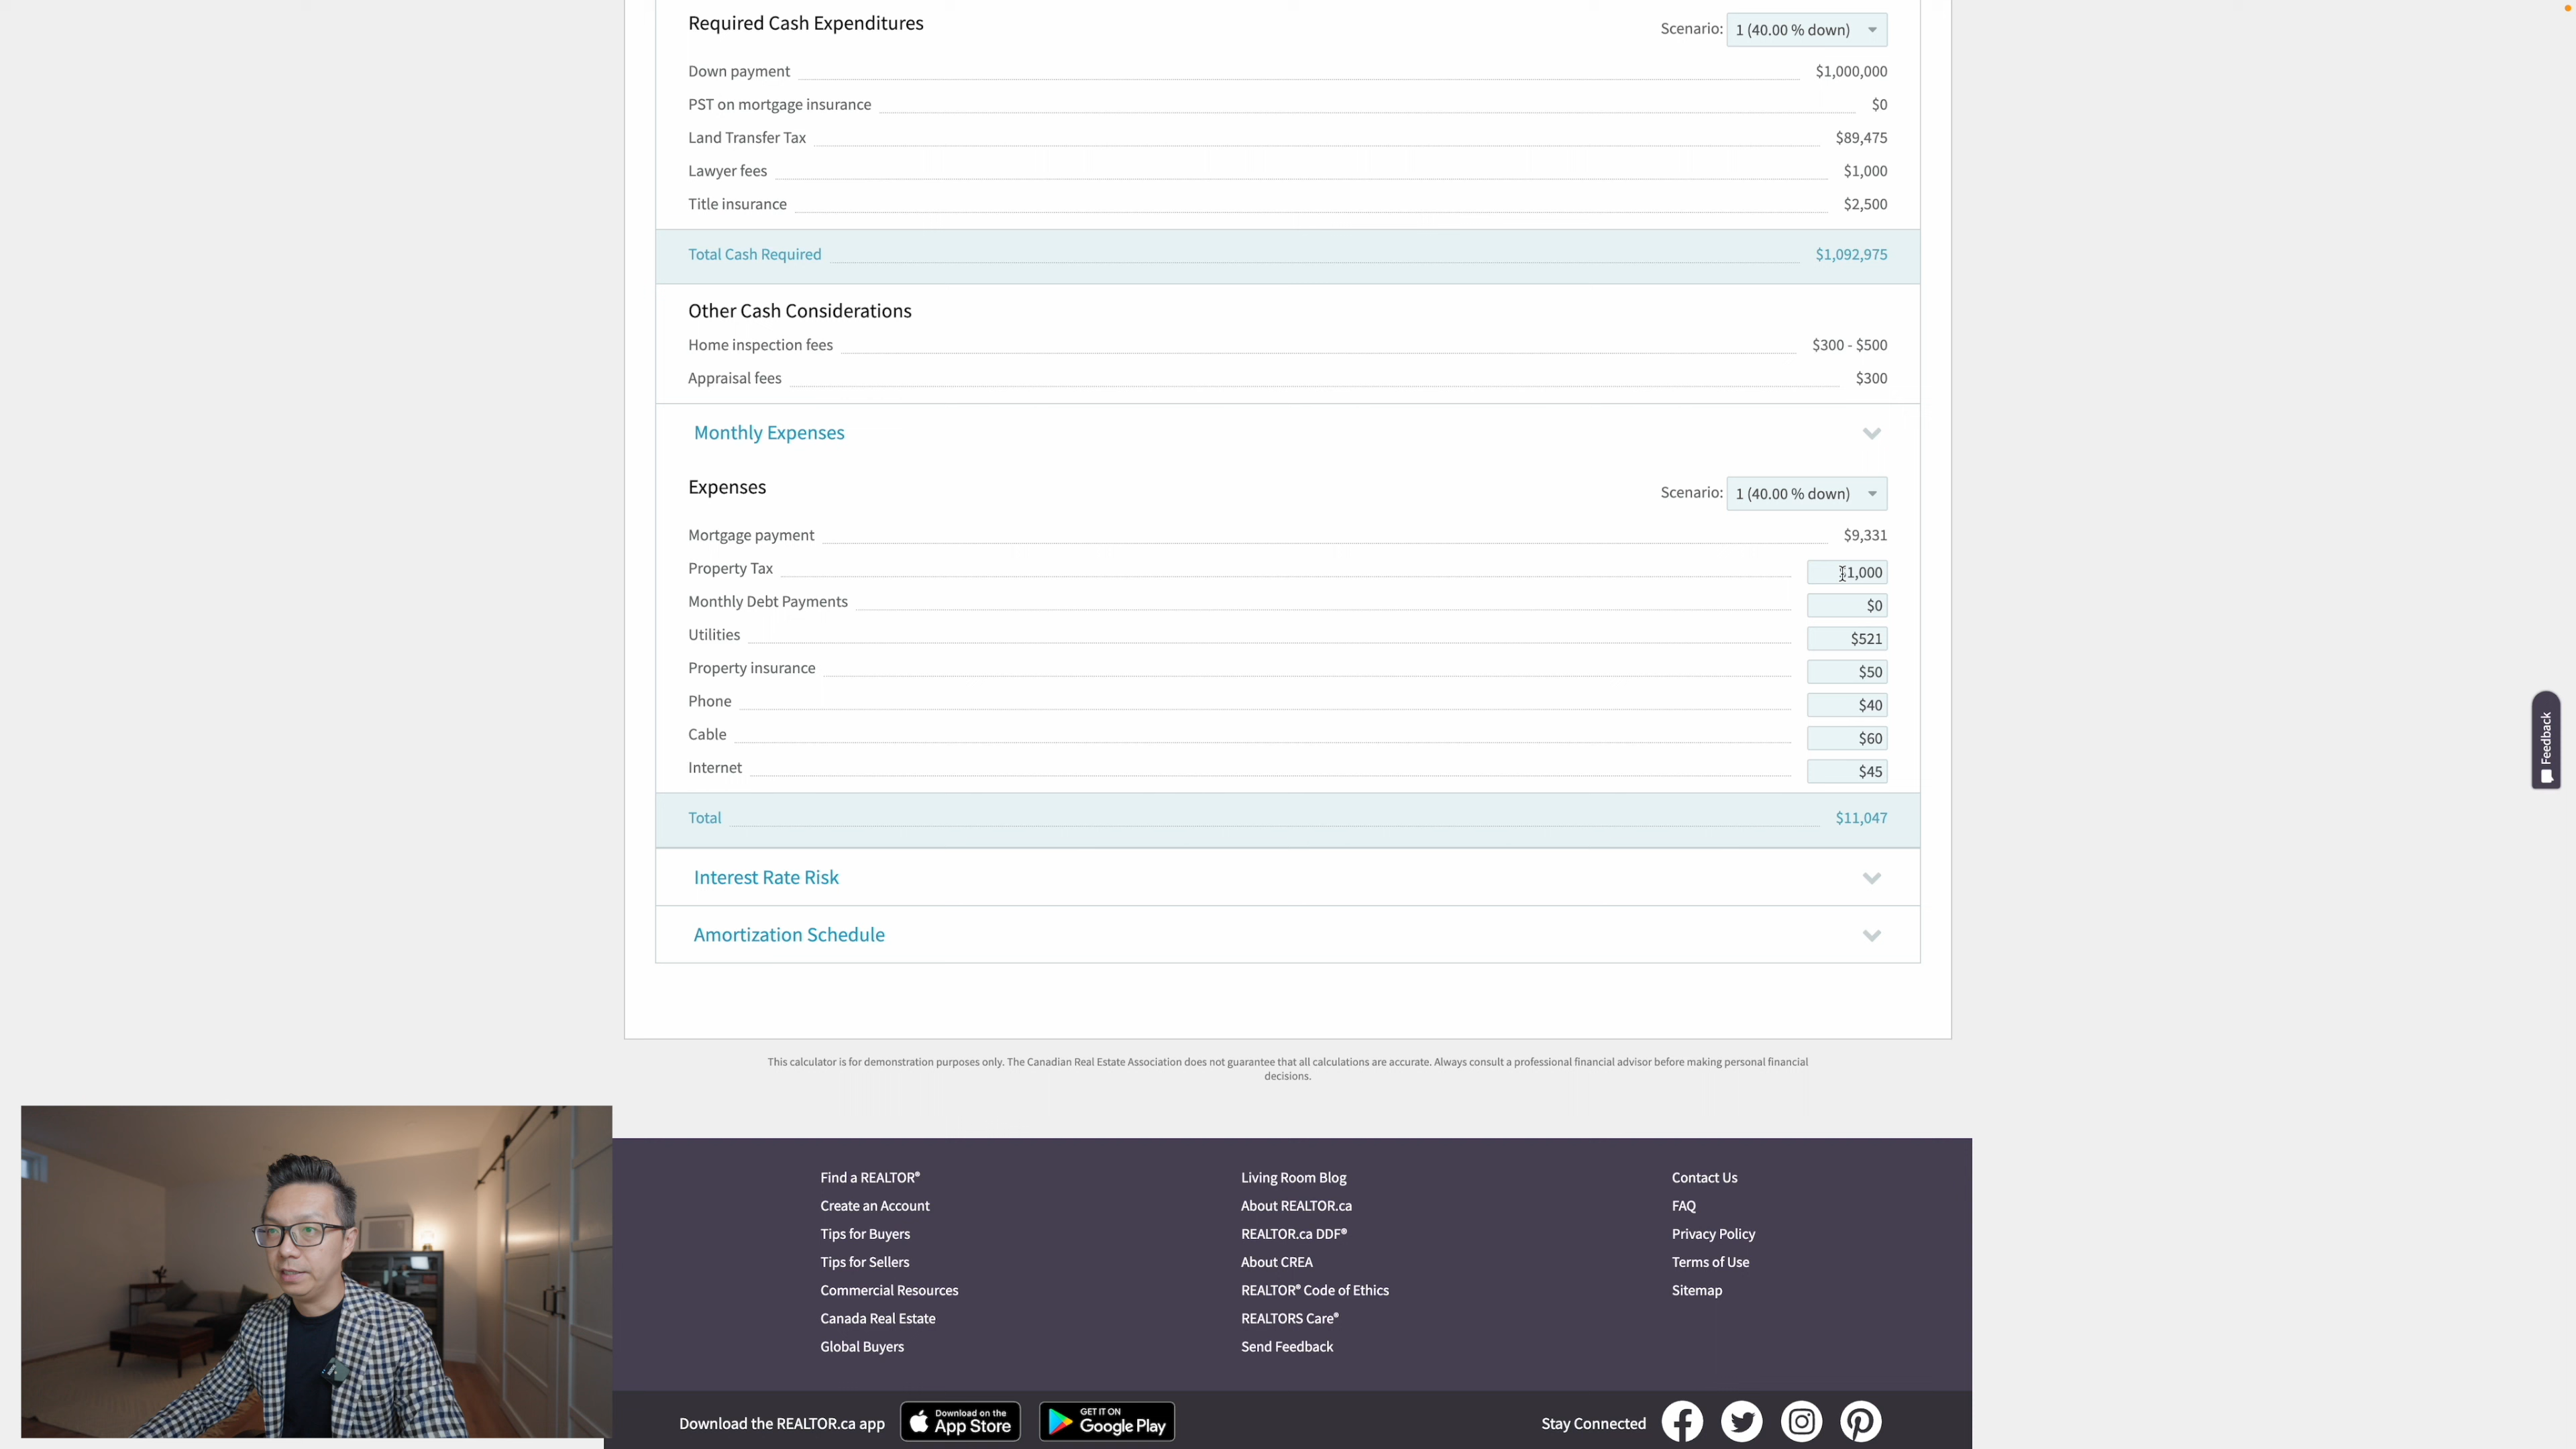 Required Cash Expenditures
Scenario: 1 (40.00 % down)
Down payment $1,000,000
PST on mortgage insurance $0
Land Transfer Tax $89,475
Lawyer fees $1,000
Title insurance $2,500
Total Cash Required $1,092,975
Other Cash Considerations
Home inspection fees $300 - $500
Appraisal fees $300
Monthly Expenses
Expenses
Scenario: 1 (40.00 % down)
Mortgage payment $9,331
Property Tax $1,000
Monthly Debt Payments $0
Utilities $521
Property insurance $50
Phone $40
Cable $60
Internet $45
Total $11,047
Interest Rate Risk
Amortization Schedule
Feedback
This calculator is for demonstration purposes only. The Canadian Real Estate Association does not guarantee that all calculations are accurate. Always consult a professional financial advisor before making personal financial
decisions.
Find a REALTOR®
Create an Account
Tips for Buyers
Tips for Sellers
Commercial Resources
Canada Real Estate
Global Buyers
Living Room Blog
About REALTOR.ca
REALTOR.ca DDF®
About CREA
REALTOR® Code of Ethics
REALTORS Care®
Send Feedback
Contact Us
FAQ
Privacy Policy
Terms of Use
Sitemap
Download the REALTOR.ca app
Download on the
App Store
GET IT ON
Google Play
Stay Connected